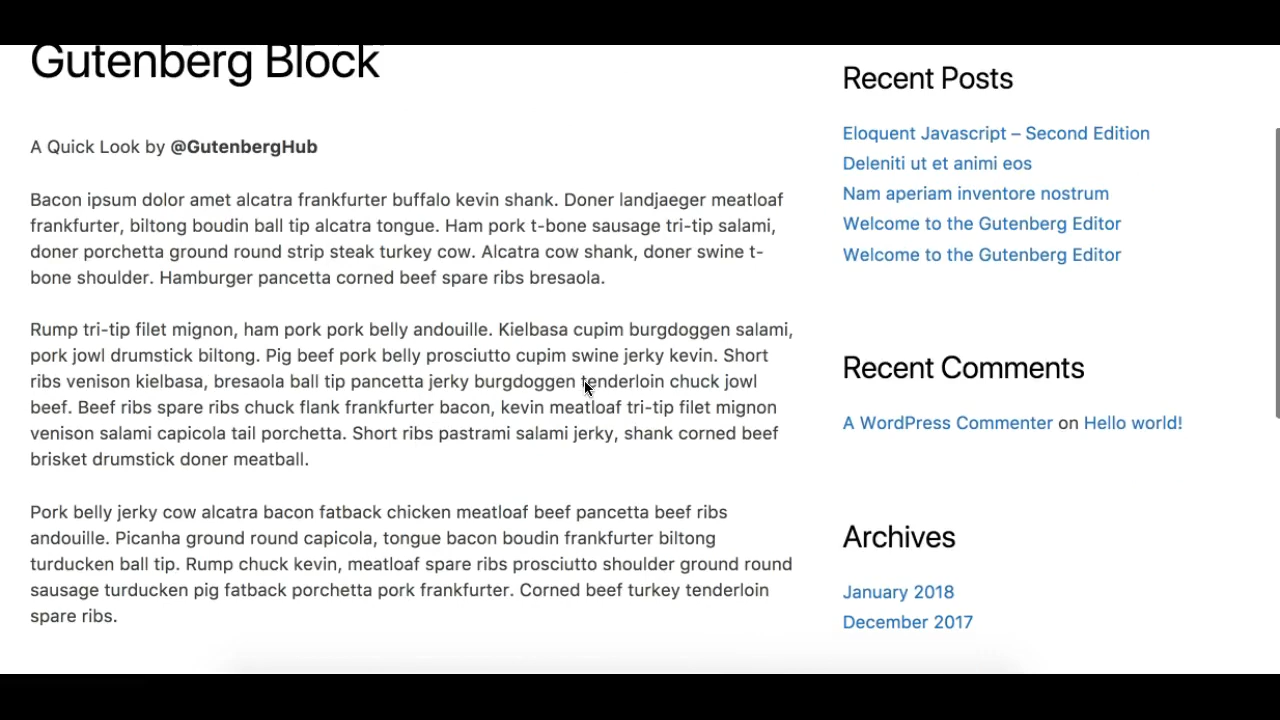 Gutenberg Block
A Quick Look by @GutenbergHub
Bacon ipsum dolor amet alcatra frankfurter buffalo kevin shank. Doner landjaeger meatloaf
frankfurter, biltong boudin ball tip alcatra tongue. Ham pork t-bone sausage tri-tip salami,
doner porchetta ground round strip steak turkey cow. Alcatra cow shank, doner swine t-
bone shoulder. Hamburger pancetta corned beef spare ribs bresaola.
Rump tri-tip filet mignon, ham pork pork belly andouille. Kielbasa cupim burgdoggen salami,
pork jowl drumstick biltong. Pig beef pork belly prosciutto cupim swine jerky kevin. Short
ribs venison kielbasa, bresaola ball tip pancetta jerky burgdoggen tenderloin chuck jowl
beef. Beef ribs spare ribs chuck flank frankfurter bacon, kevin meatloaf tri-tip filet mignon
venison salami capicola tail porchetta. Short ribs pastrami salami jerky, shank corned beef
brisket drumstick doner meatball.
Pork belly jerky cow alcatra bacon fatback chicken meatloaf beef pancetta beef ribs
andouille. Picanha ground round capicola, tongue bacon boudin frankfurter biltong
turducken ball tip. Rump chuck kevin, meatloaf spare ribs prosciutto shoulder ground round
sausage turducken pig fatback porchetta pork frankfurter. Corned beef turkey tenderloin
spare ribs.
Recent Posts
Eloquent Javascript – Second Edition
Deleniti ut et animi eos
Nam aperiam inventore nostrum
Welcome to the Gutenberg Editor
Welcome to the Gutenberg Editor
Recent Comments
A WordPress Commenter on Hello world!
Archives
January 2018
December 2017